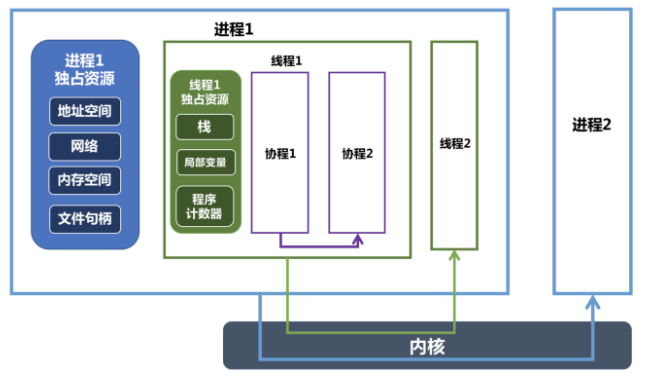 进程1
进程1
独占资源
地址空间
网络
内存空间
文件句柄
线程1
线程1
独占资源
栈
局部变量
程序
计数器
协程1
协程2
线程2
进程2
内核